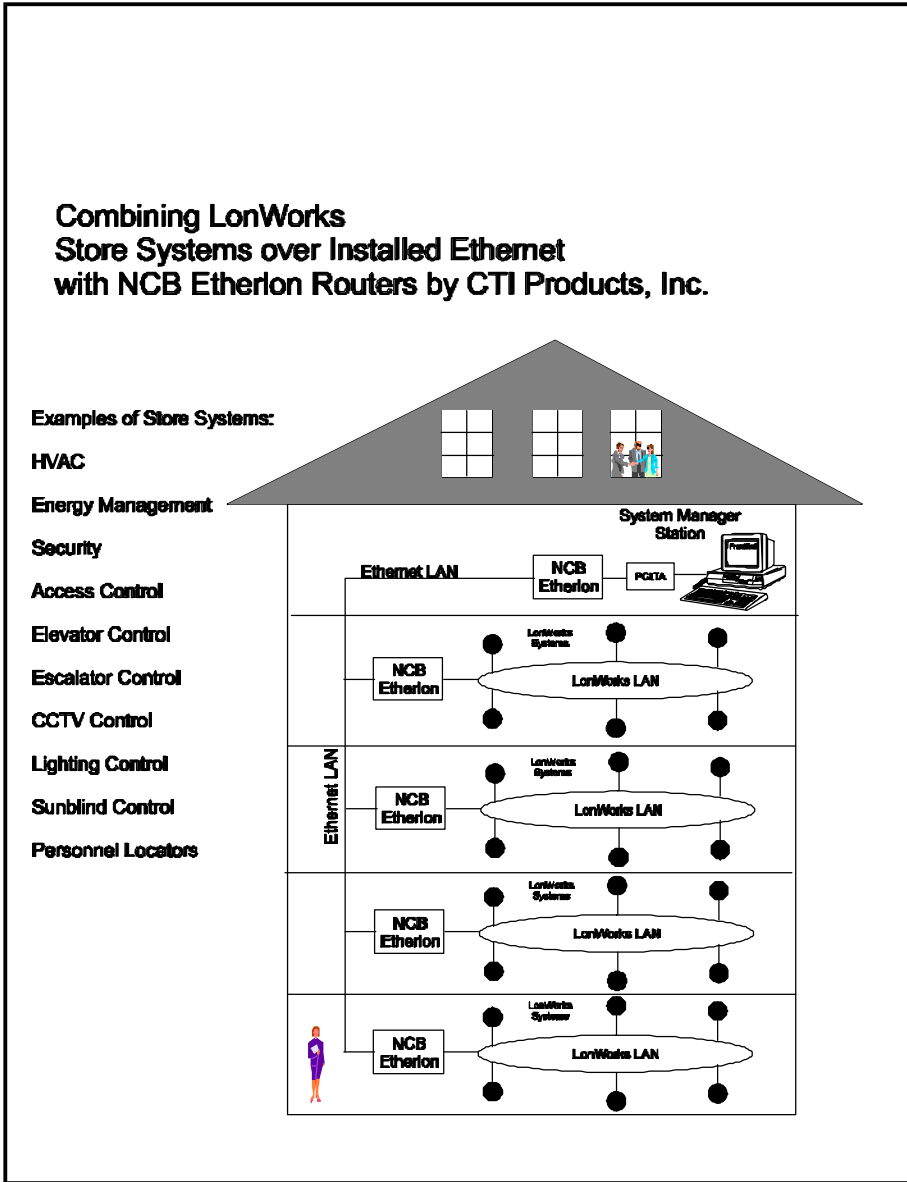 Combining LonWorks
Store Systems over Installed Ethernet
with NCB Etherlon Routers by CTI Products, Inc.
Examples of Store Systems:
HVAC
Energy Management
Security
Access Control
Elevator Control
Escalator Control
CCTV Control
Lighting Control
Sunblind Control
Personnel Locators
System Manager
Station
Ethernet LAN
NCB
Etherlon
PCLTA
LonWorks
Systems
NCB
Etherlon
LonWorks LAN
Ethernet LAN
LonWorks
Systems
NCB
Etherlon
LonWorks LAN
LonWorks
Systems
NCB
Etherlon
LonWorks LAN
LonWorks
Systems
NCB
Etherlon
LonWorks LAN